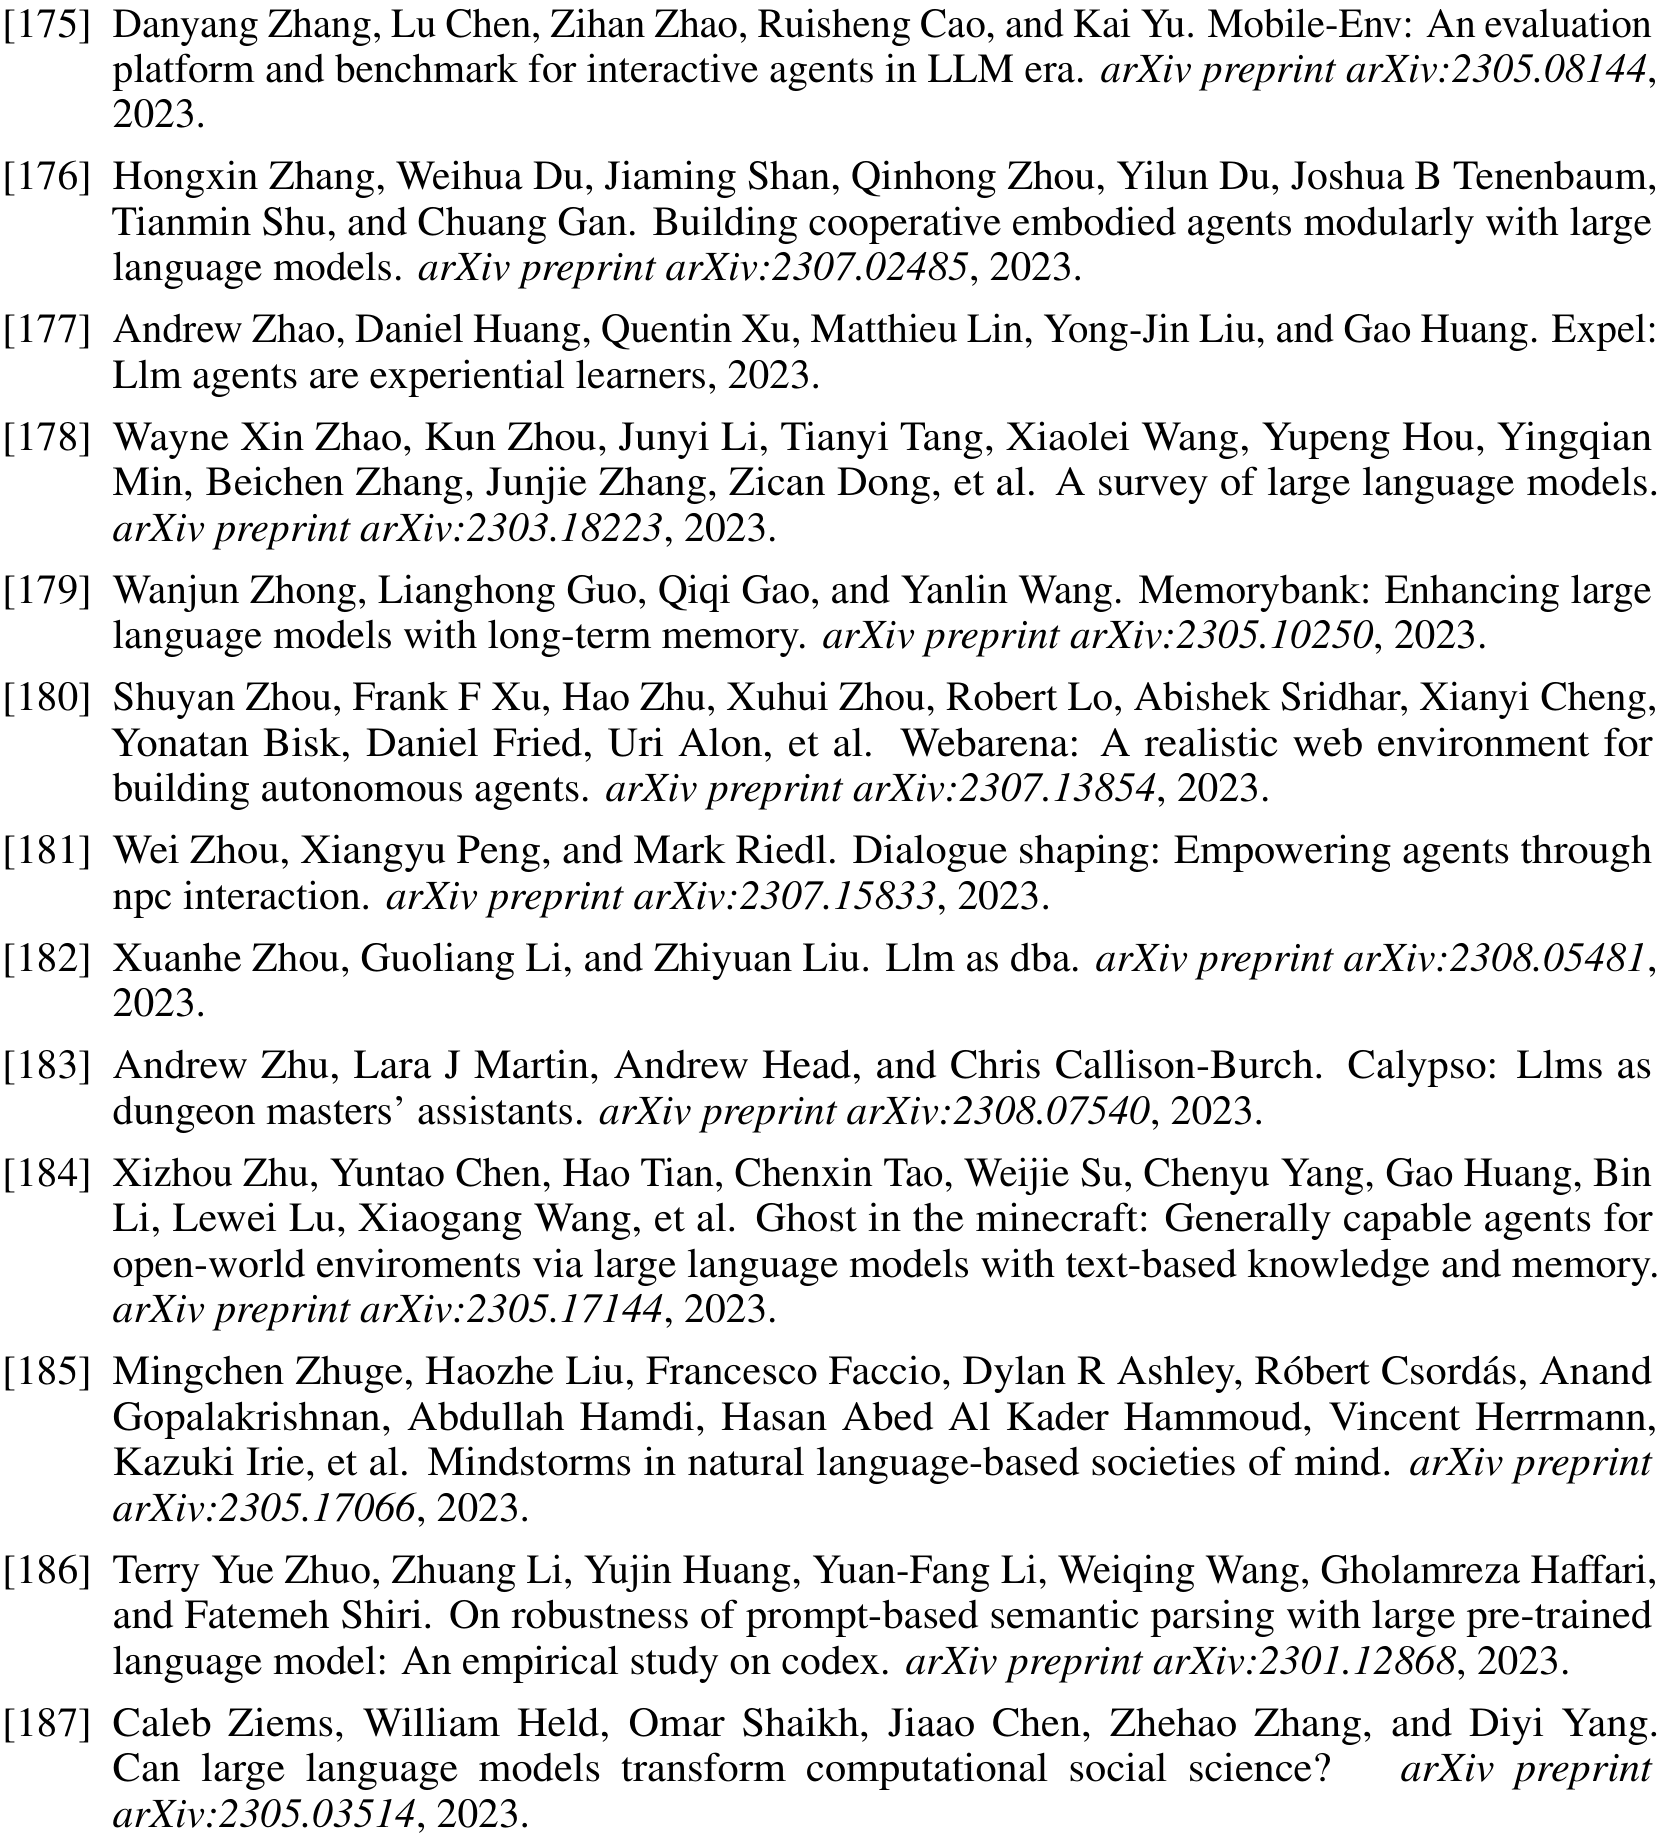 [175] Danyang Zhang, Lu Chen, Zihan Zhao, Ruisheng Cao, and Kai Yu. Mobile-Env: An evaluation
platform and benchmark for interactive agents in LLM era. arXiv preprint arXiv:2305.08144,
2023.
[176] Hongxin Zhang, Weihua Du, Jiaming Shan, Qinhong Zhou, Yilun Du, Joshua B Tenenbaum,
Tianmin Shu, and Chuang Gan. Building cooperative embodied agents modularly with large
language models. arXiv preprint arXiv:2307.02485, 2023.
[177] Andrew Zhao, Daniel Huang, Quentin Xu, Matthieu Lin, Yong-Jin Liu, and Gao Huang. Expel:
Llm agents are experiential learners, 2023.
[178] Wayne Xin Zhao, Kun Zhou, Junyi Li, Tianyi Tang, Xiaolei Wang, Yupeng Hou, Yingqian
Min, Beichen Zhang, Junjie Zhang, Zican Dong, et al. A survey of large language models.
arXiv preprint arXiv:2303.18223, 2023.
[179] Wanjun Zhong, Lianghong Guo, Qiqi Gao, and Yanlin Wang. Memorybank: Enhancing large
language models with long-term memory. arXiv preprint arXiv:2305.10250, 2023.
[180] Shuyan Zhou, Frank F Xu, Hao Zhu, Xuhui Zhou, Robert Lo, Abishek Sridhar, Xianyi Cheng,
Yonatan Bisk, Daniel Fried, Uri Alon, et al. Webarena: A realistic web environment for
building autonomous agents. arXiv preprint arXiv:2307.13854, 2023.
[181] Wei Zhou, Xiangyu Peng, and Mark Riedl. Dialogue shaping: Empowering agents through
npc interaction. arXiv preprint arXiv:2307.15833, 2023.
[182] Xuanhe Zhou, Guoliang Li, and Zhiyuan Liu. Llm as dba. arXiv preprint arXiv:2308.05481,
2023.
[183] Andrew Zhu, Lara J Martin, Andrew Head, and Chris Callison-Burch. Calypso: Llms as
dungeon masters’ assistants. arXiv preprint arXiv:2308.07540, 2023.
[184] Xizhou Zhu, Yuntao Chen, Hao Tian, Chenxin Tao, Weijie Su, Chenyu Yang, Gao Huang, Bin
Li, Lewei Lu, Xiaogang Wang, et al. Ghost in the minecraft: Generally capable agents for
open-world enviroments via large language models with text-based knowledge and memory.
arXiv preprint arXiv:2305.17144, 2023.
[185] Mingchen Zhuge, Haozhe Liu, Francesco Faccio, Dylan R Ashley, Róbert Csordás, Anand
Gopalakrishnan, Abdullah Hamdi, Hasan Abed Al Kader Hammoud, Vincent Herrmann,
Kazuki Irie, et al. Mindstorms in natural language-based societies of mind. arXiv preprint
arXiv:2305.17066, 2023.
[186] Terry Yue Zhuo, Zhuang Li, Yujin Huang, Yuan-Fang Li, Weiqing Wang, Gholamreza Haffari,
and Fatemeh Shiri. On robustness of prompt-based semantic parsing with large pre-trained
language model: An empirical study on codex. arXiv preprint arXiv:2301.12868, 2023.
[187] Caleb Ziems, William Held, Omar Shaikh, Jiaao Chen, Zhehao Zhang, and Diyi Yang.
Can large language models transform computational social science? arXiv preprint
arXiv:2305.03514, 2023.